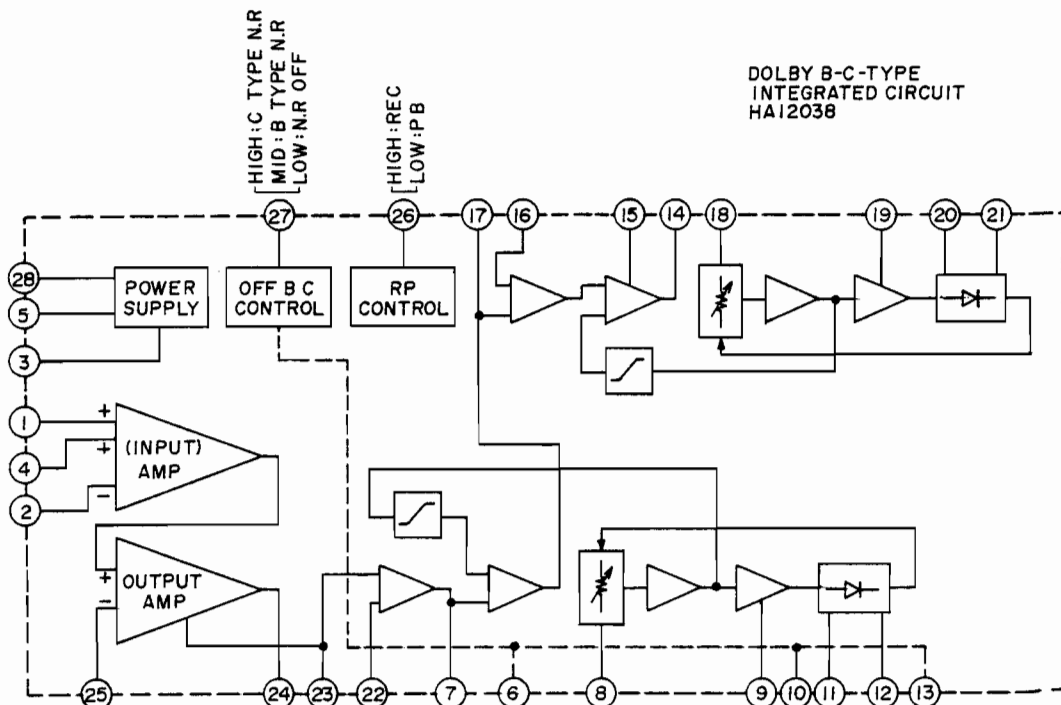 HIGH:C TYPE N.R
MID:B TYPE N.R
LOW:N.R OFF
HIGH:REC
LOW:PB
DOLBY B-C-TYPE
INTEGRATED CIRCUIT
HA12038
27
26
17
16
15
14
18
19
20
21
28
5
3
POWER
SUPPLY
OFF B C
CONTROL
RP
CONTROL
1
4
2
+
+
-
(INPUT)
AMP
+
-
OUTPUT
AMP
25
24
23
22
7
6
8
9
10
11
12
13